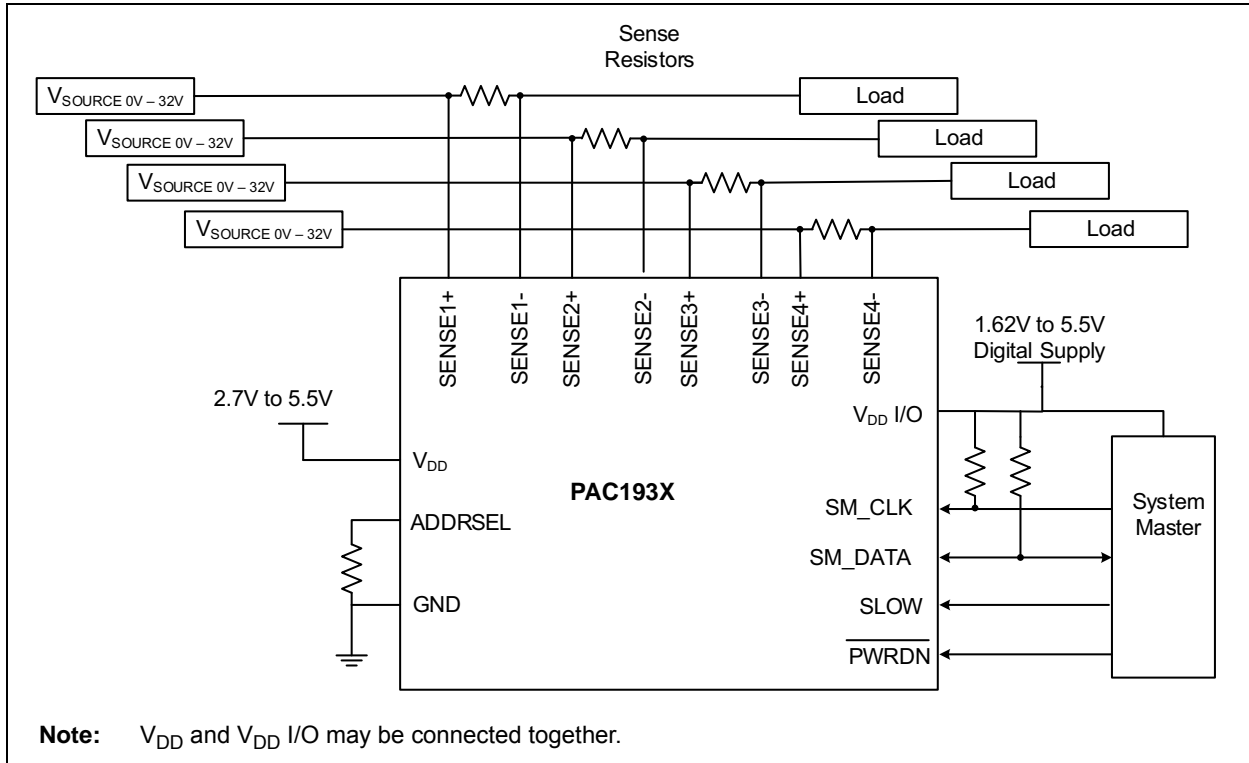 Sense
Resistors
VSOURCE 0V – 32V
Load
VSOURCE 0V – 32V
Load
VSOURCE 0V – 32V
Load
VSOURCE 0V – 32V
Load
SENSE1+
SENSE1-
SENSE2+
SENSE2-
SENSE3+
SENSE3-
SENSE4+
SENSE4-
1.62V to 5.5V
Digital Supply
2.7V to 5.5V
VDD I/O
VDD
PAC193X
ADDRSEL
SM_CLK
System
Master
SM_DATA
GND
SLOW
PWRDN
Note: VDD and VDD I/O may be connected together.